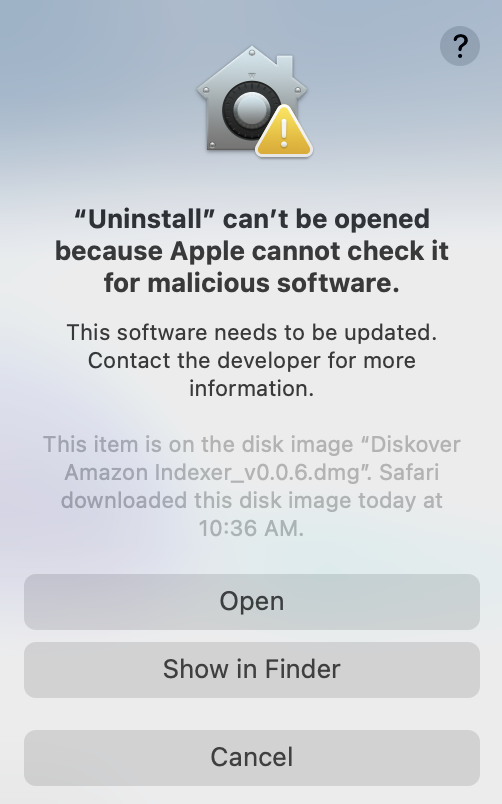 ?
“Uninstall” can’t be opened
because Apple cannot check it
for malicious software.
This software needs to be updated.
Contact the developer for more
information.
This item is on the disk image “Diskover
Amazon Indexer_v0.0.6.dmg”. Safari
downloaded this disk image today at
10:36 AM.
Open
Show in Finder
Cancel